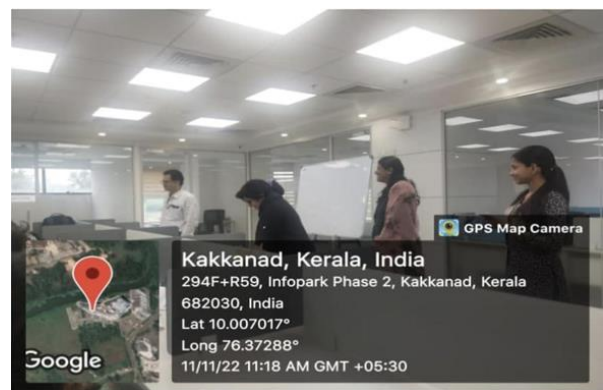 GPS Map Camera
Kakkanad, Kerala, India
294F+R59, Infopark Phase 2, Kakkanad, Kerala
682030, India
Lat 10.007017°
Long 76.37288°
11/11/22 11:18 AM GMT +05:30
Google